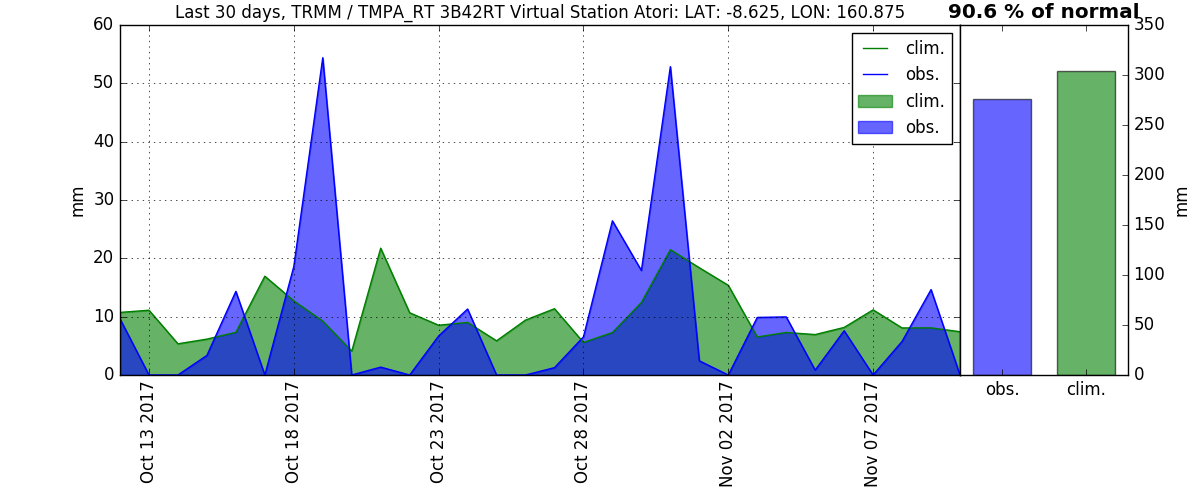 Last 30 days, TRMM / TMPA_RT 3B42RT Virtual Station Atori: LAT: -8.625, LON: 160.875
90.6 % of normal
60
50
40
30
20
10
0
mm
clim.
obs.
clim.
obs.
Oct 13 2017
Oct 18 2017
Oct 23 2017
Oct 28 2017
Nov 02 2017
Nov 07 2017
350
300
250
200
150
100
50
0
mm
obs.
clim.